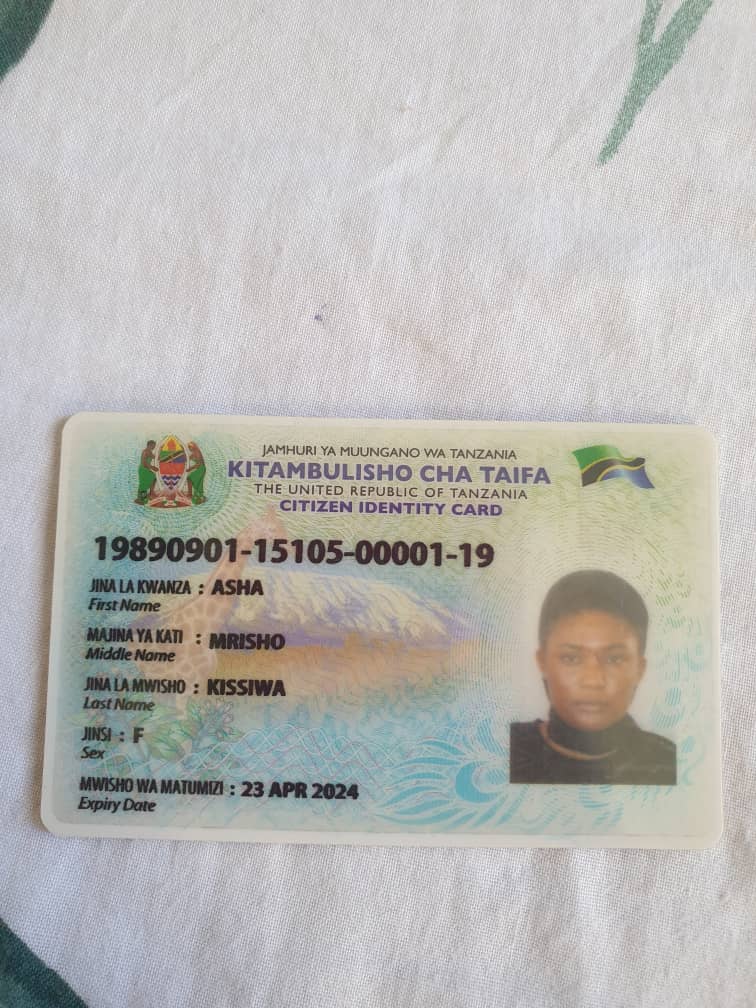 JAMHURI YA MUUNGANO WA TANZANIA
KITAMBULISHO CHA TAIFA
THE UNITED REPUBLIC OF TANZANIA
CITIZEN IDENTITY CARD
19890901-15105-00001-19
JINA LA KWANZA : ASHA
First Name
MAJINA YA KATI : MRISHO
Middle Name
JINA LA MWISHO : KISSIWA
Last Name
JINSI : F
Sex
MWISHO WA MATUMIZI : 23 APR 2024
Expiry Date